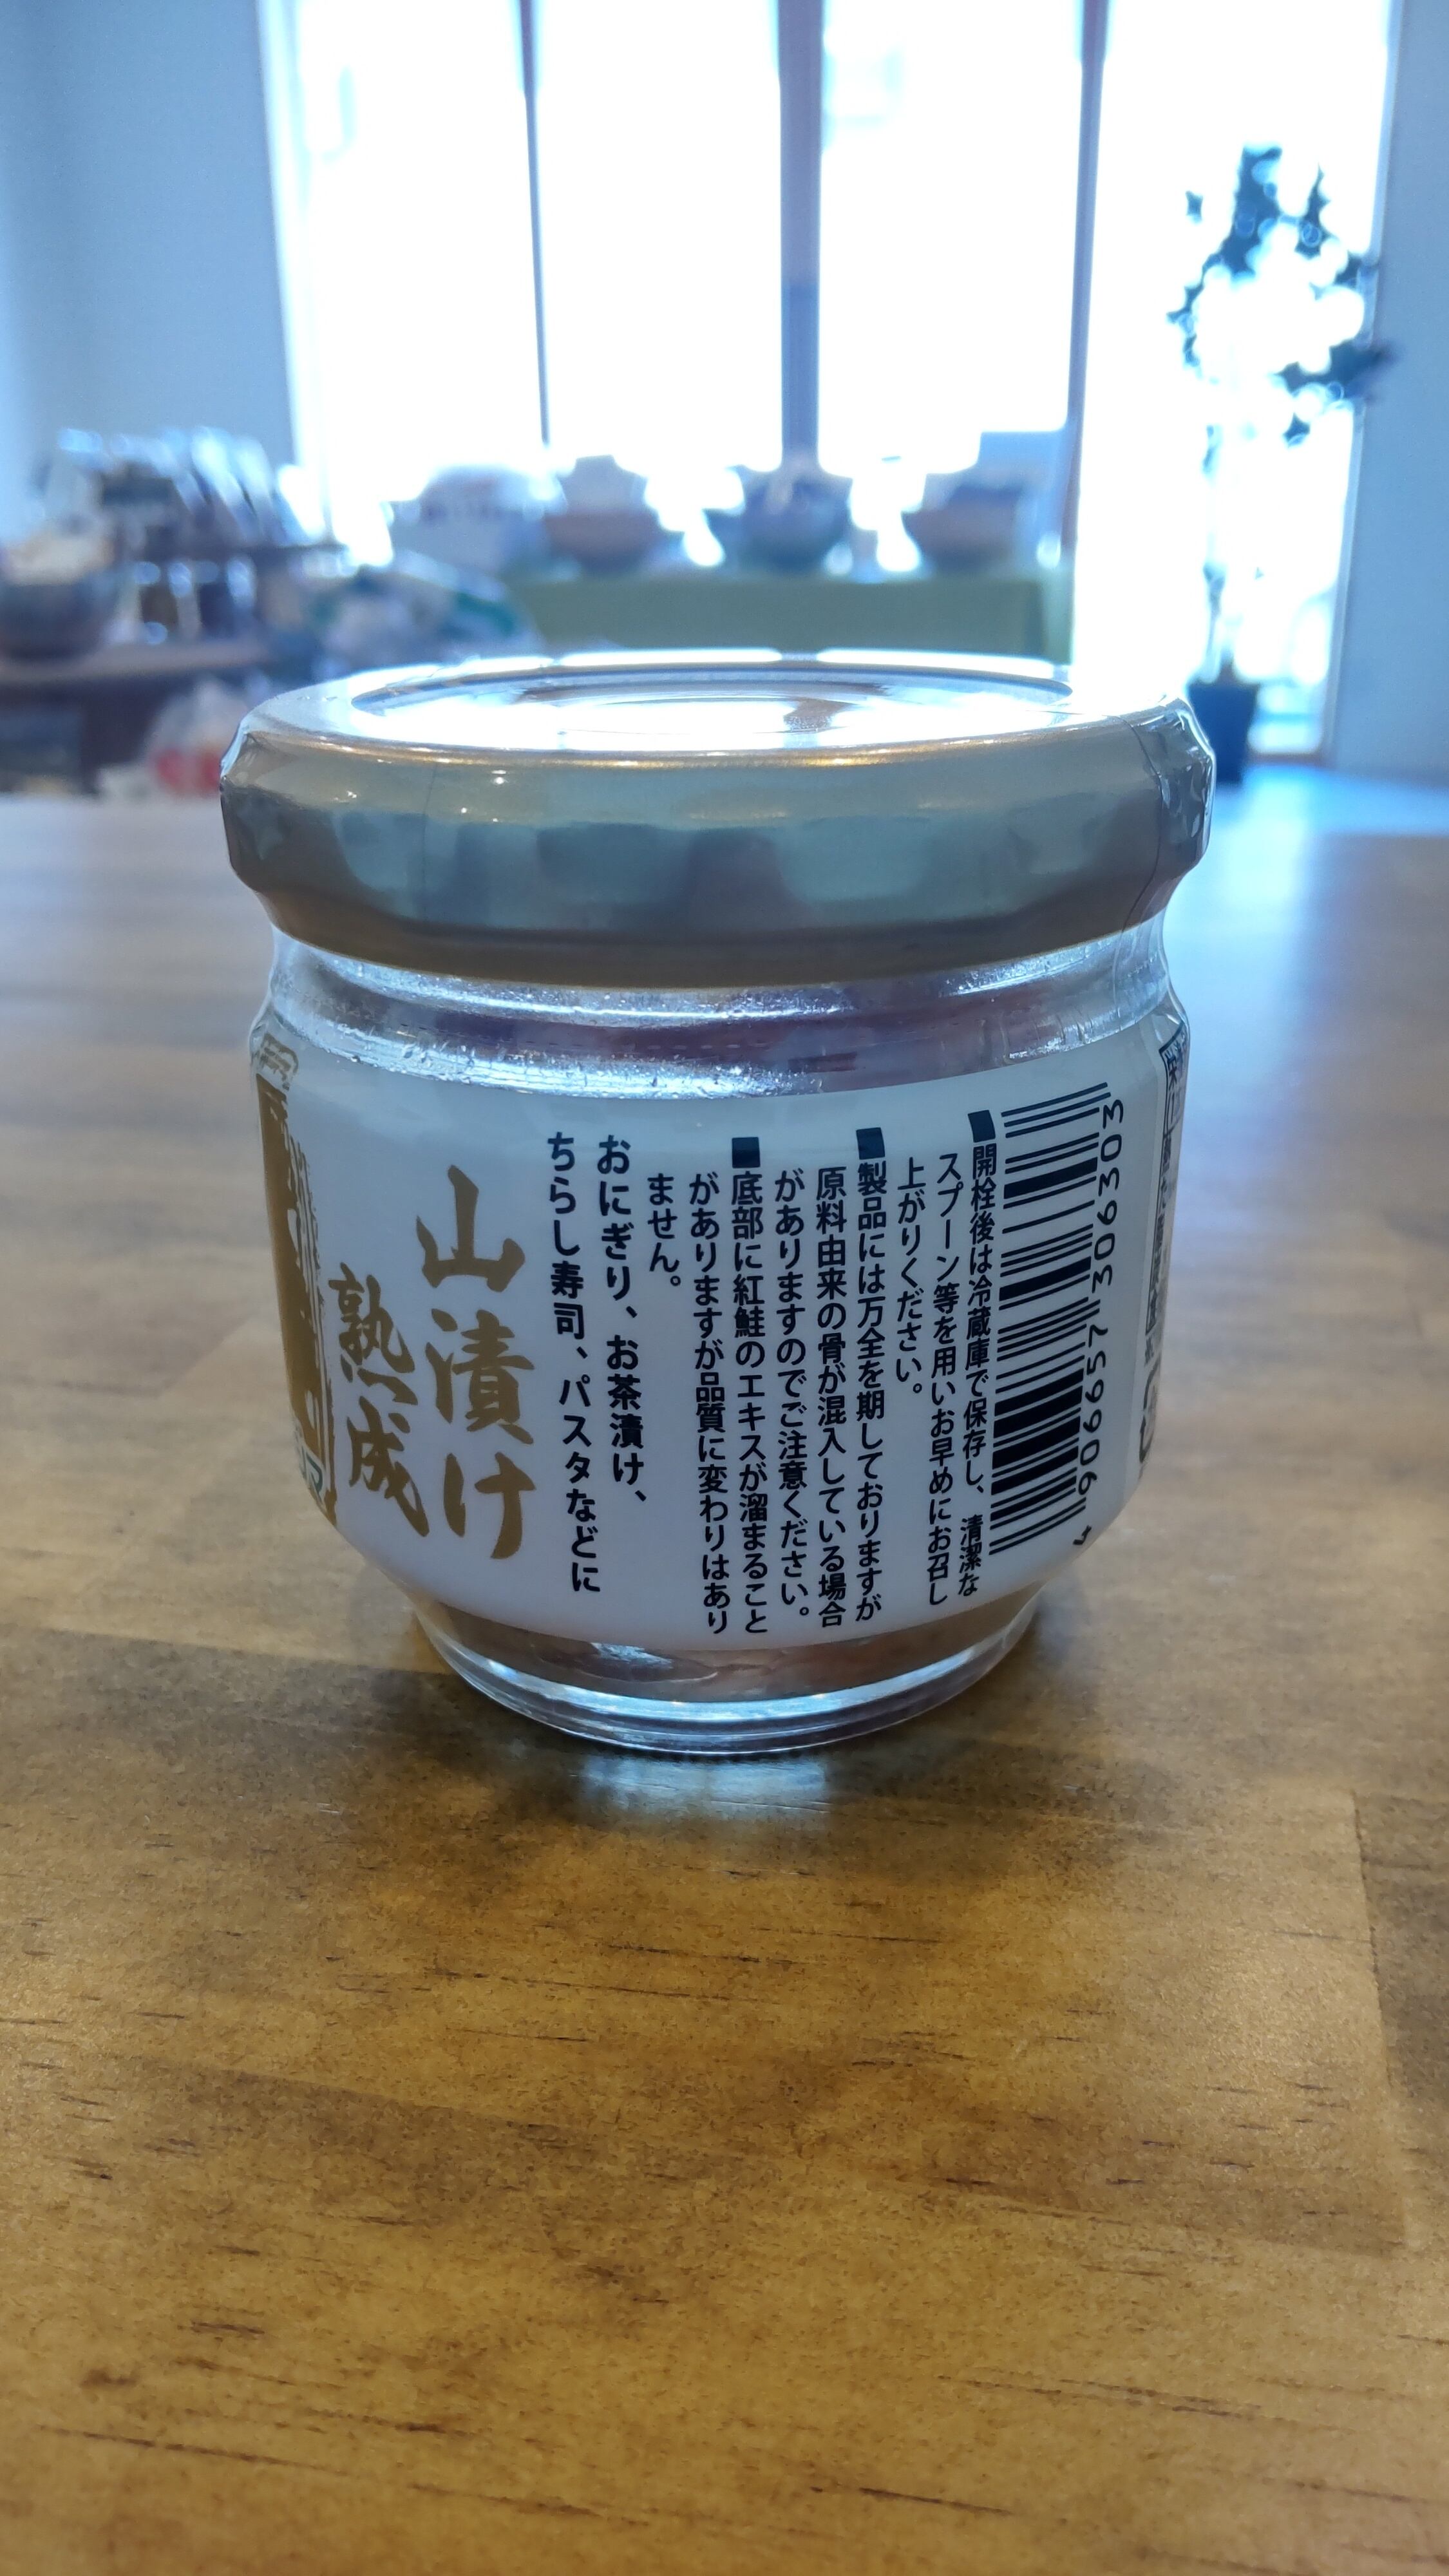 ■開栓後は冷蔵庫で保存し、清潔な
スプーン等を用いお早めにお召し
上がりください。
■製品には万全を期しておりますが
原料由来の骨が混入している場合
がありますのでご注意ください。
■底部に紅鮭のエキスが溜まること
がありますが品質に変わりはあり
ません。
おにぎり、お茶漬け、
ちらし寿司、パスタなどに
山漬け
熟成
4906657306303